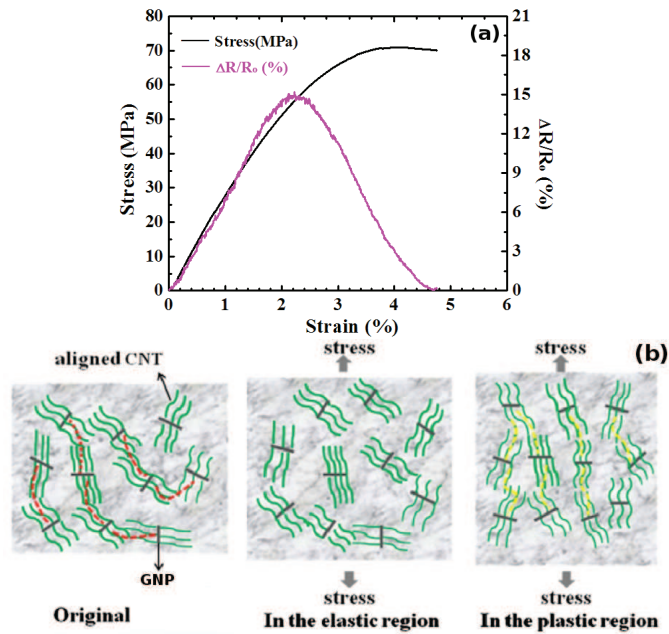 80
21
(a)
Stress(MPa)
ΔR/R₀ (%)
70
60
50
40
30
20
10
0
18
15
12
9
6
3
0
Stress (MPa)
ΔR/R₀ (%)
0 1 2 3 4 5 6
Strain (%)
(b)
aligned CNT
stress
stress
GNP
Original
stress
In the elastic region
stress
In the plastic region